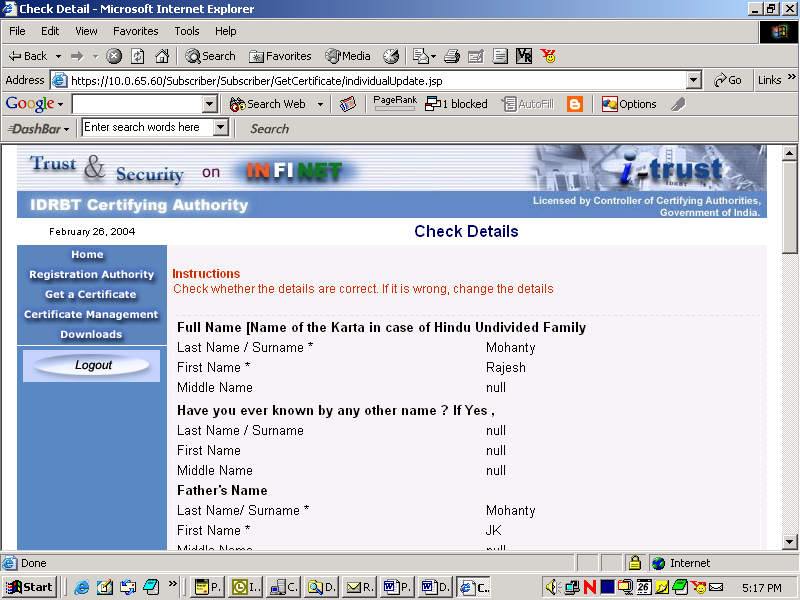 Check Detail - Microsoft Internet Explorer
File Edit View Favorites Tools Help
Back Search Favorites Media
Address https://10.0.65.60/Subscriber/Subscriber/GetCertificate/individualUpdate.jsp Go Links »
Google Search Web PageRank 1 blocked AutoFill Options
DashBar Enter search words here Search
Trust & Security on INFINET i-trust
IDRBT
IDRBT Certifying Authority Licensed by Controller of Certifying Authorities,
Government of India.
February 26, 2004 Check Details
Home
Registration Authority
Get a Certificate
Certificate Management
Downloads
Logout
Instructions
Check whether the details are correct. If it is wrong, change the details
Full Name [Name of the Karta in case of Hindu Undivided Family
Last Name / Surname * Mohanty
First Name * Rajesh
Middle Name null
Have you ever known by any other name ? If Yes ,
Last Name / Surname null
First Name null
Middle Name null
Father's Name
Last Name/ Surname * Mohanty
First Name * JK
Middle Name null
Done Internet
Start » P. I.. C. D. R. P. D. C.. 26 5:17 PM